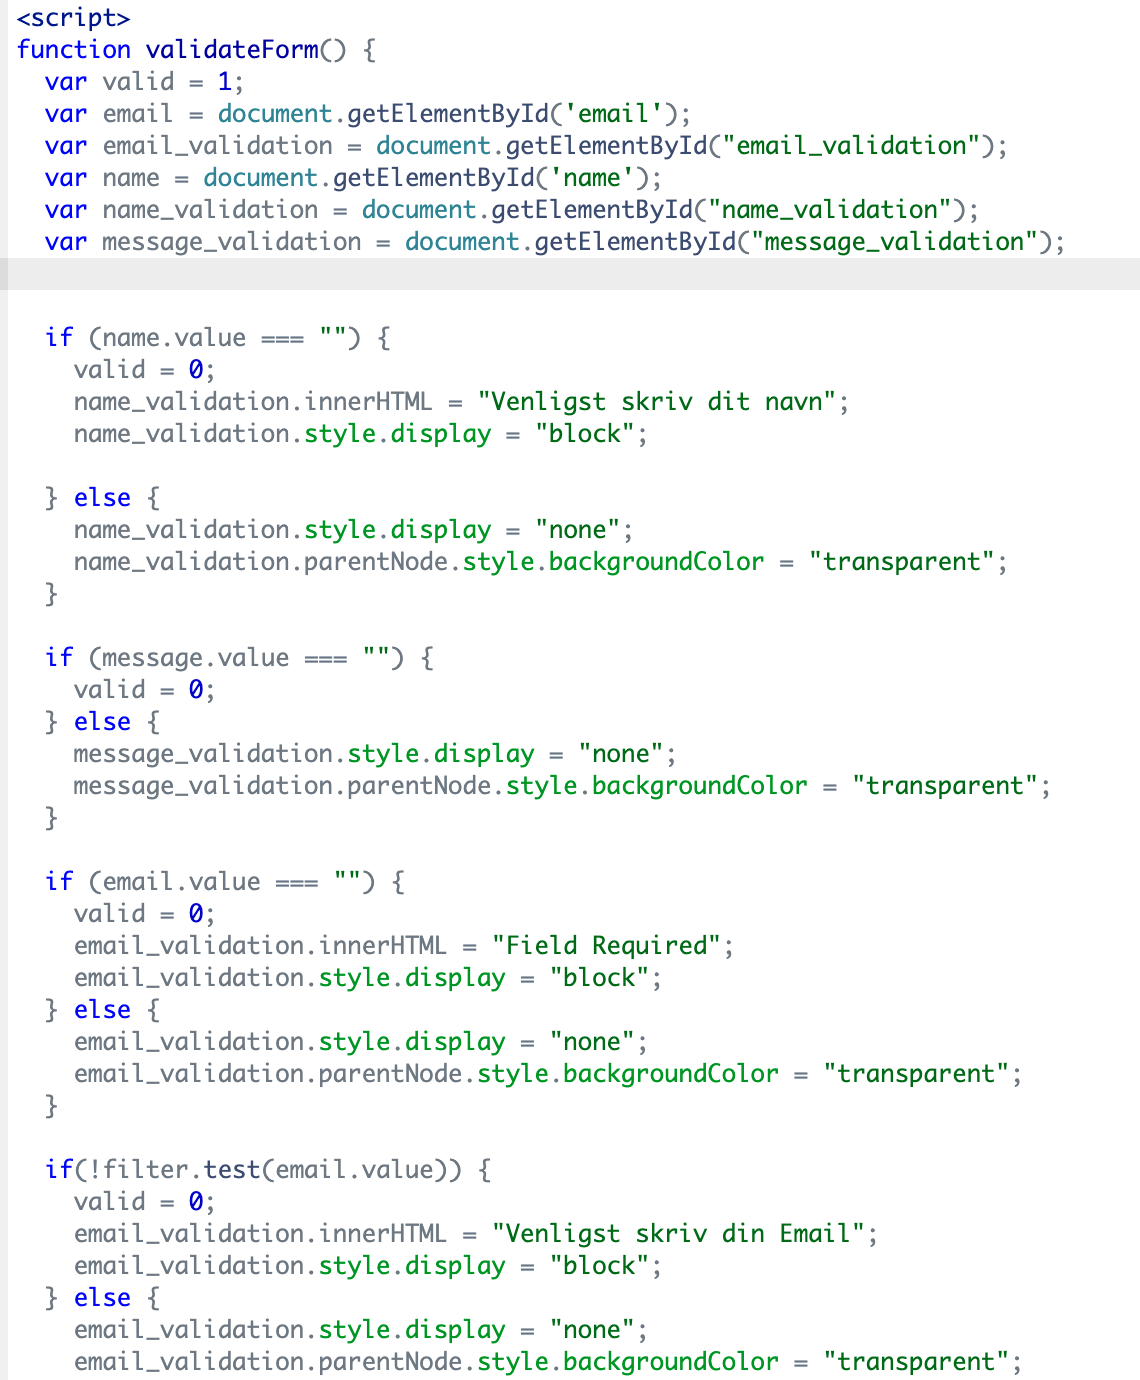 <script>
function validateForm() {
  var valid = 1;
  var email = document.getElementById('email');
  var email_validation = document.getElementById("email_validation");
  var name = document.getElementById('name');
  var name_validation = document.getElementById("name_validation");
  var message_validation = document.getElementById("message_validation");

  if (name.value === "") {
    valid = 0;
    name_validation.innerHTML = "Venligst skriv dit navn";
    name_validation.style.display = "block";

  } else {
    name_validation.style.display = "none";
    name_validation.parentNode.style.backgroundColor = "transparent";
  }

  if (message.value === "") {
    valid = 0;
  } else {
    message_validation.style.display = "none";
    message_validation.parentNode.style.backgroundColor = "transparent";
  }

  if (email.value === "") {
    valid = 0;
    email_validation.innerHTML = "Field Required";
    email_validation.style.display = "block";
  } else {
    email_validation.style.display = "none";
    email_validation.parentNode.style.backgroundColor = "transparent";
  }

  if(!filter.test(email.value)) {
    valid = 0;
    email_validation.innerHTML = "Venligst skriv din Email";
    email_validation.style.display = "block";
  } else {
    email_validation.style.display = "none";
    email_validation.parentNode.style.backgroundColor = "transparent";